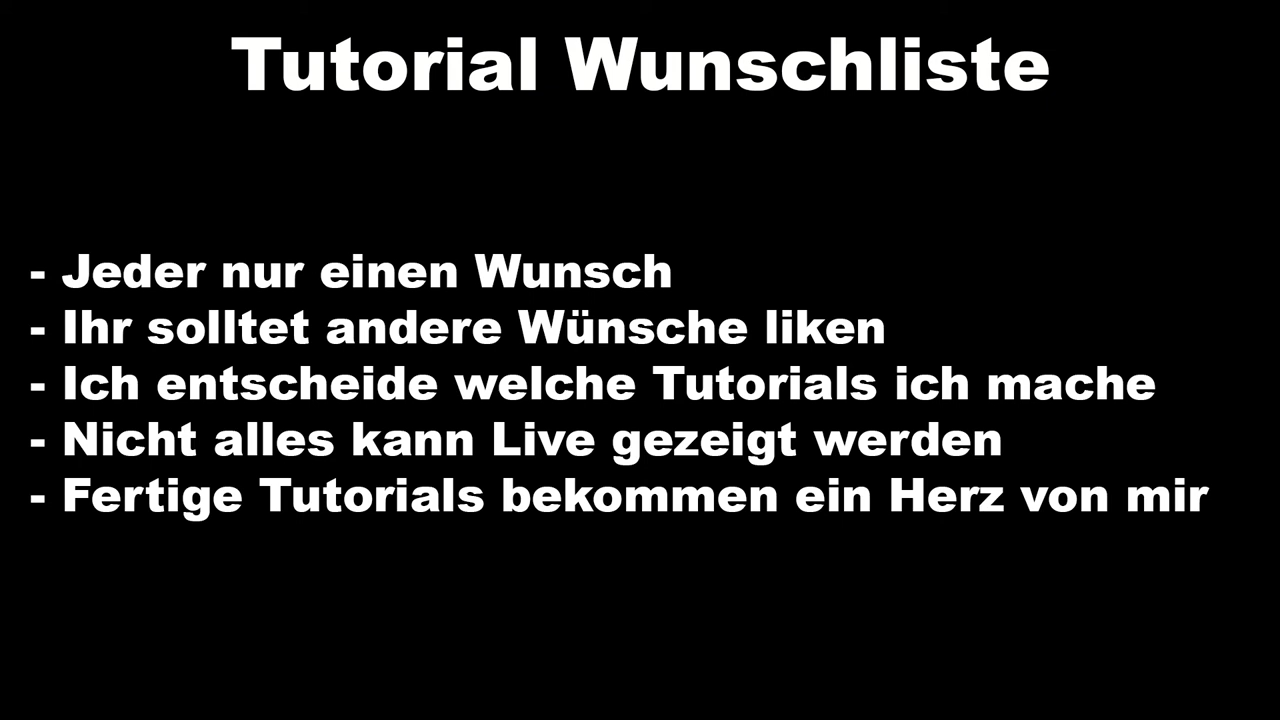 Tutorial Wunschliste
- Jeder nur einen Wunsch
- Ihr solltet andere Wünsche liken
- Ich entscheide welche Tutorials ich mache
- Nicht alles kann Live gezeigt werden
- Fertige Tutorials bekommen ein Herz von mir